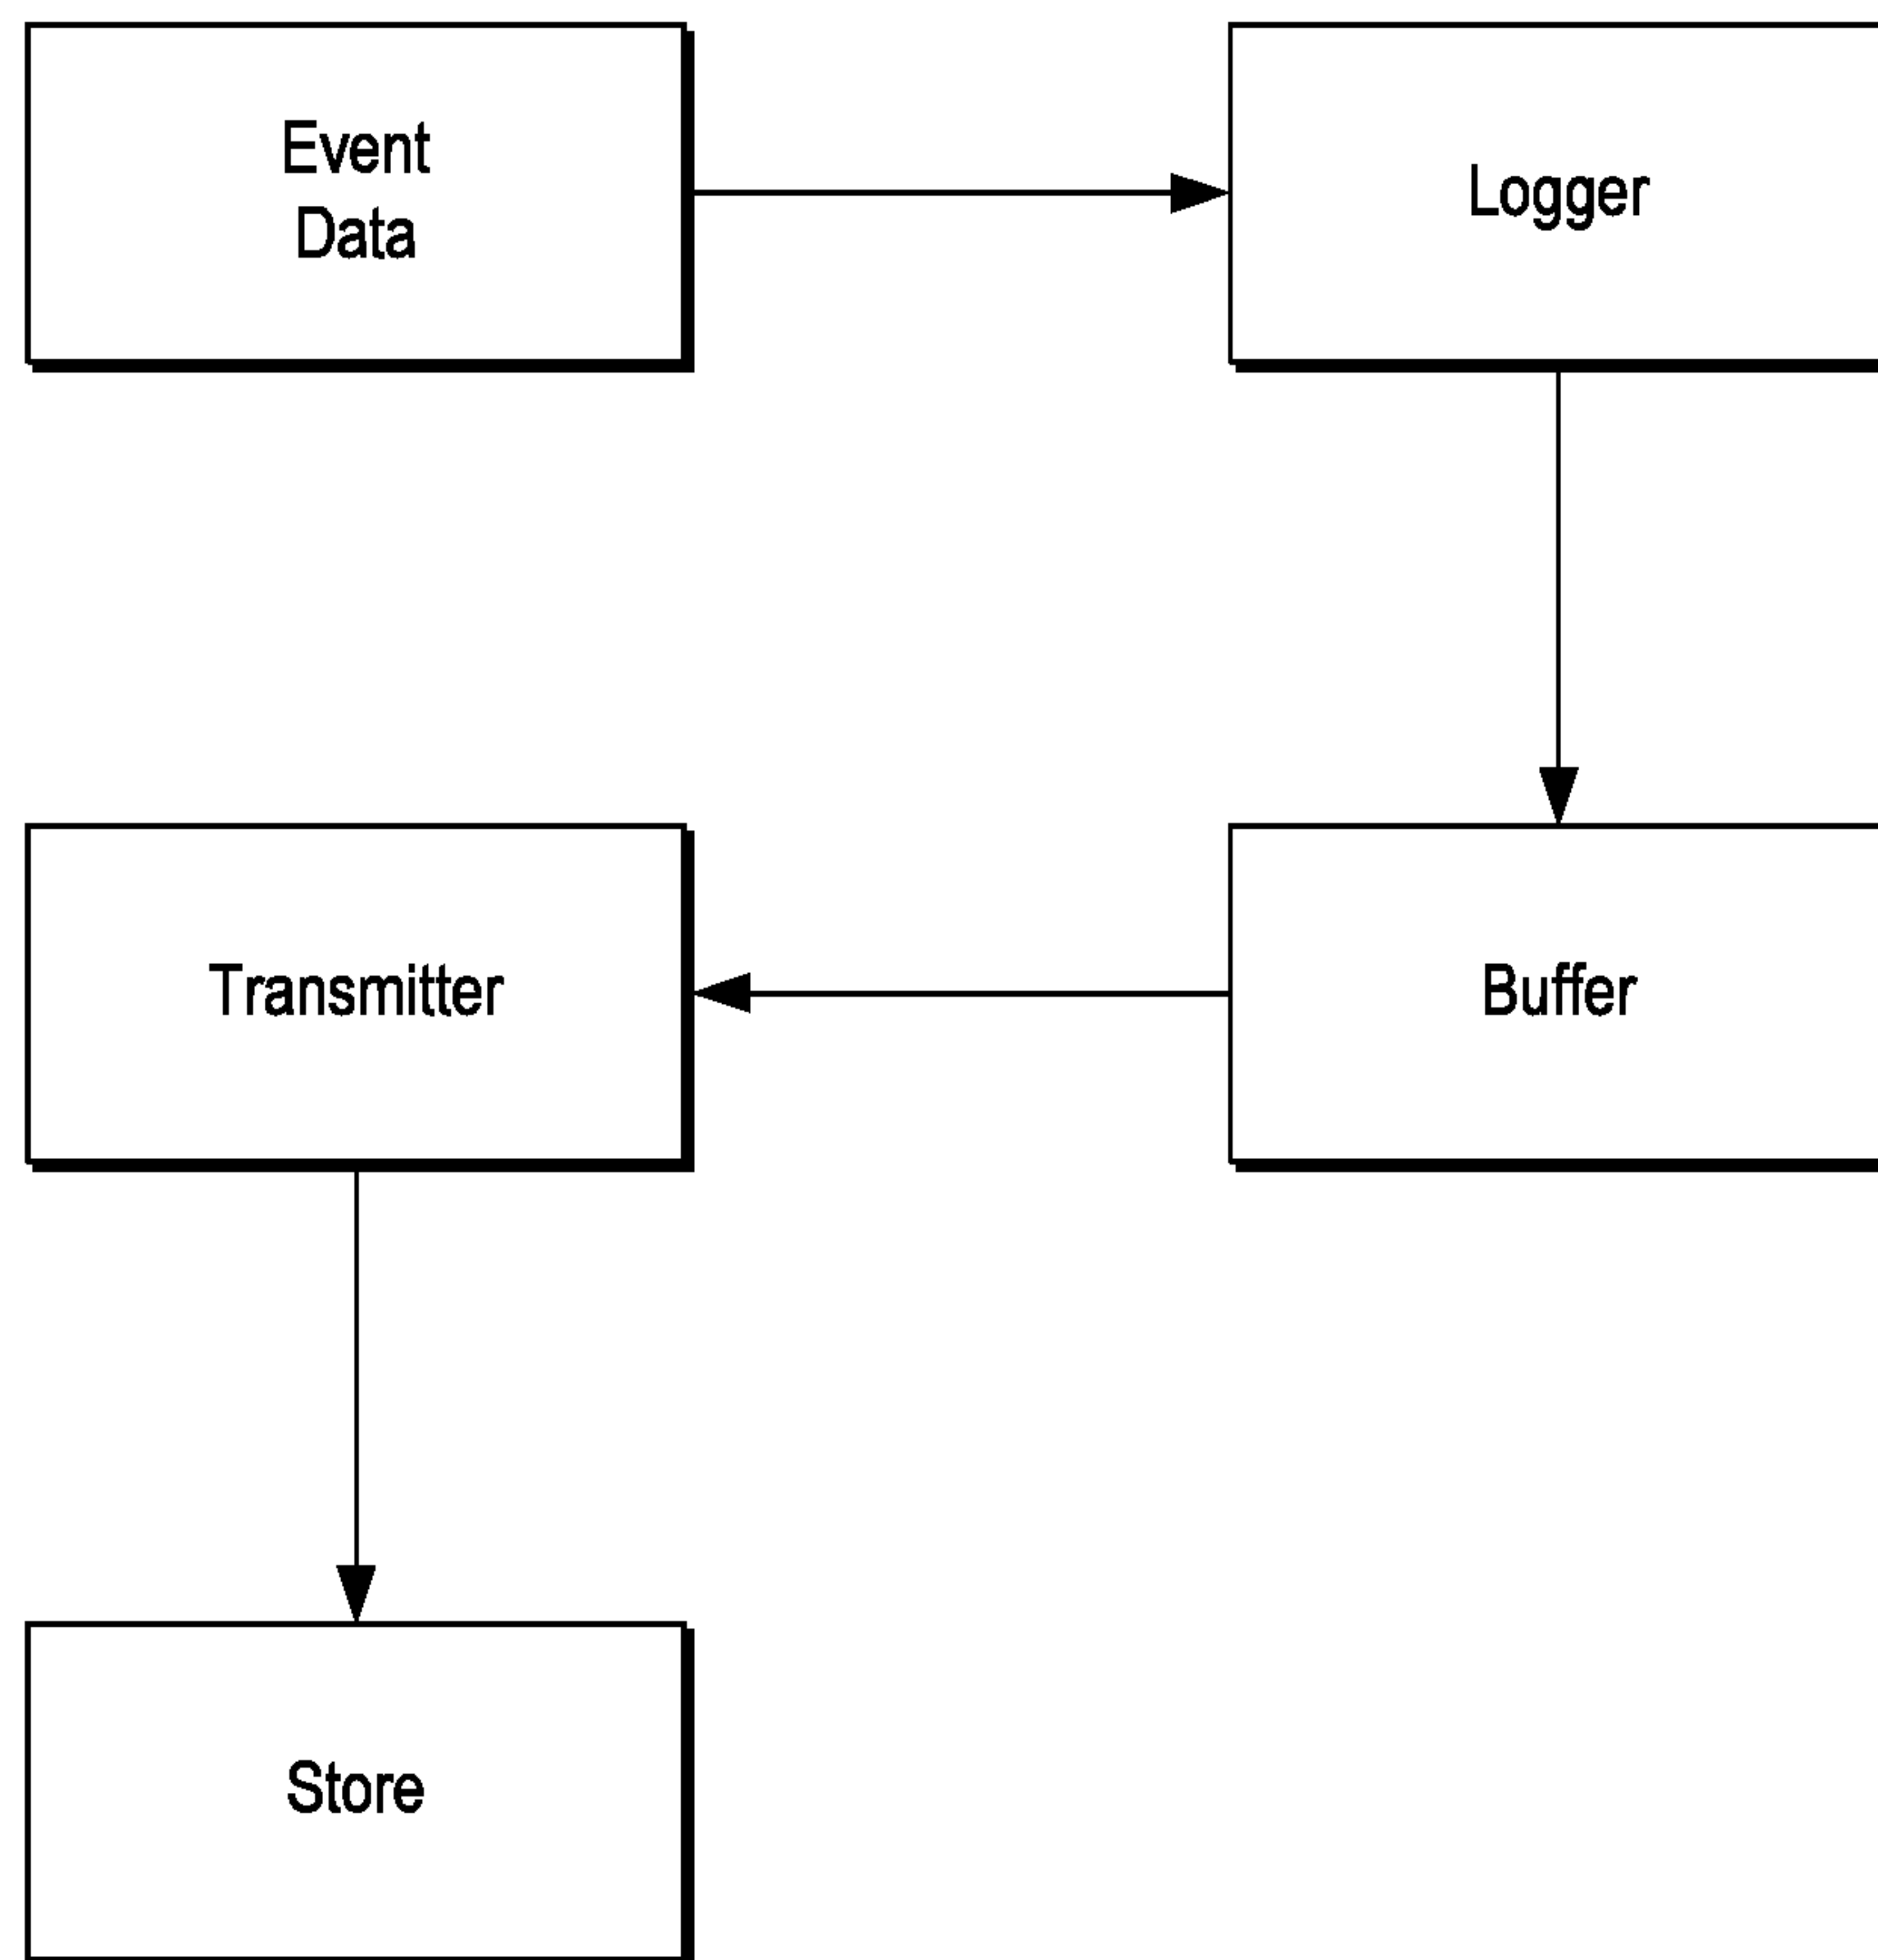 Event
Data
Logger
Transmitter
Buffer
Store